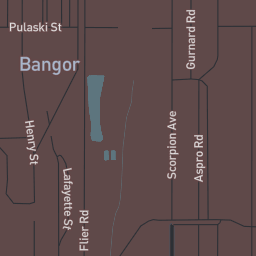 Pulaski St
Gurnard Rd
Bangor
Henry St
Lafayette St
Flier Rd
Scorpion Ave
Aspro Rd